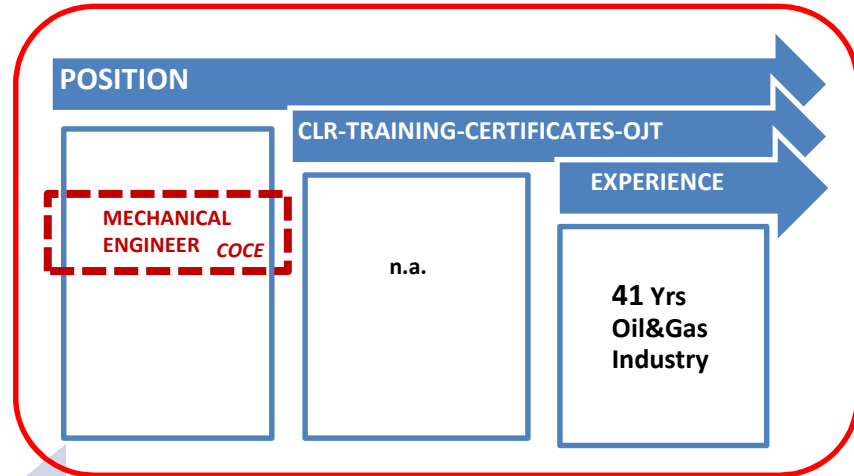 POSITION
CLR-TRAINING-CERTIFICATES-OJT
EXPERIENCE
MECHANICAL
ENGINEER COCE
n.a.
41 Yrs
Oil&Gas
Industry